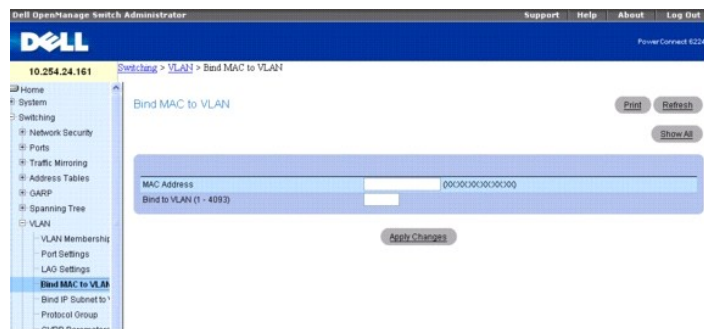 Dell OpenManage Switch Administrator
Support Help About Log Out
DELL
PowerConnect 6224
10.254.24.161
Switching > VLAN > Bind MAC to VLAN
Home
System
Switching
Network Security
Ports
Traffic Mirroring
Address Tables
GARP
Spanning Tree
VLAN
VLAN Membership
Port Settings
LAG Settings
Bind MAC to VLAN
Bind IP Subnet to
Protocol Group
Bind MAC to VLAN
Print Refresh
Show All
MAC Address (XX:XX:XX:XX:XX:XX)
Bind to VLAN (1 - 4093)
Apply Changes